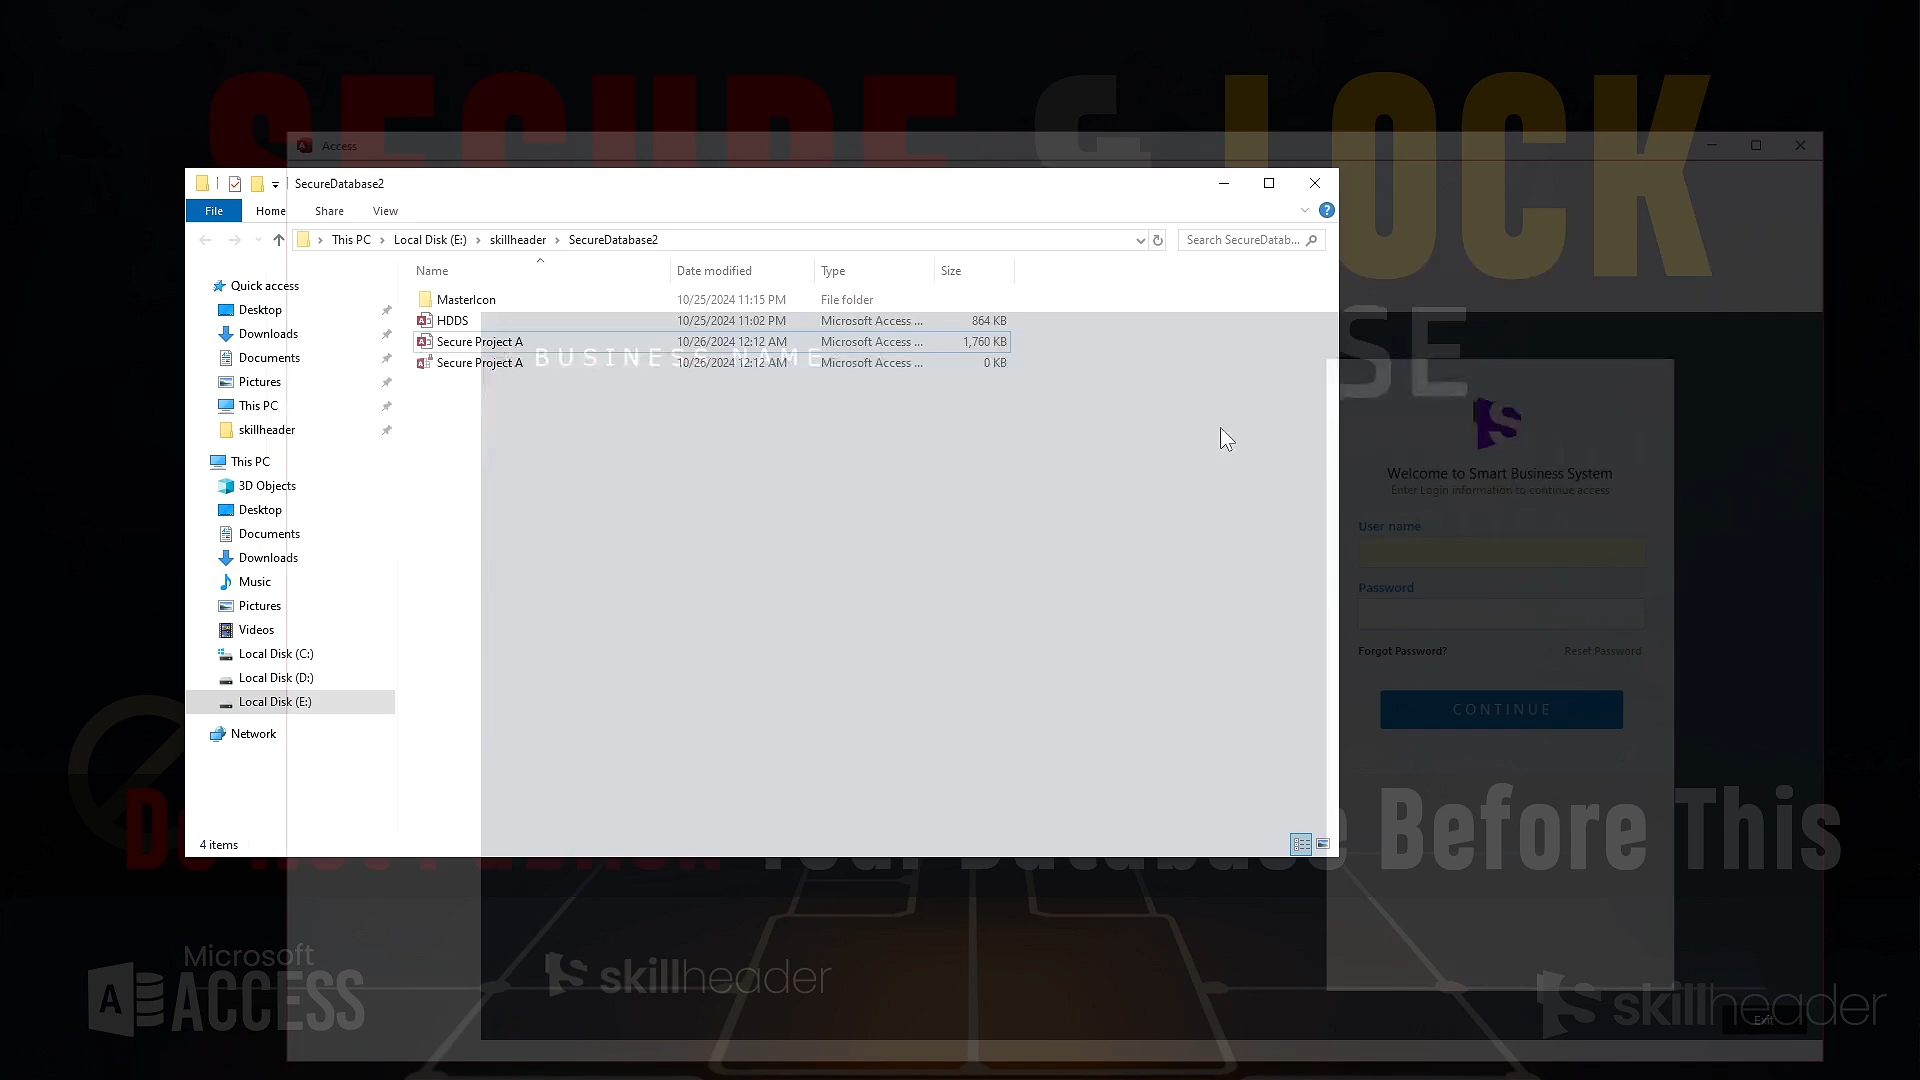 SECURE & LOCK
Access
SecureDatabase2
File
Home
Share
View
This PC > Local Disk (E:) > skillheader > SecureDatabase2
Search SecureDatab...
Name
Date modified
Type
Size
MasterIcon 10/25/2024 11:15 PM File folder
HDDS 10/25/2024 11:02 PM Microsoft Access ... 864 KB
Secure Project A 10/26/2024 12:12 AM Microsoft Access ... 1,760 KB
Secure Project A 10/26/2024 12:12 AM Microsoft Access ... 0 KB
BUSINESS NAME
Quick access
Desktop
Downloads
Documents
Pictures
This PC
skillheader
This PC
3D Objects
Desktop
Documents
Downloads
Music
Pictures
Videos
Local Disk (C:)
Local Disk (D:)
Local Disk (E:)
Network
4 items
SE
Welcome to Smart Business System
Enter Login information to continue access
User name
Password
Forgot Password?
Reset Password
CONTINUE
Your Database Before This
Microsoft
ACCESS
skillheader
skillheader
Exit